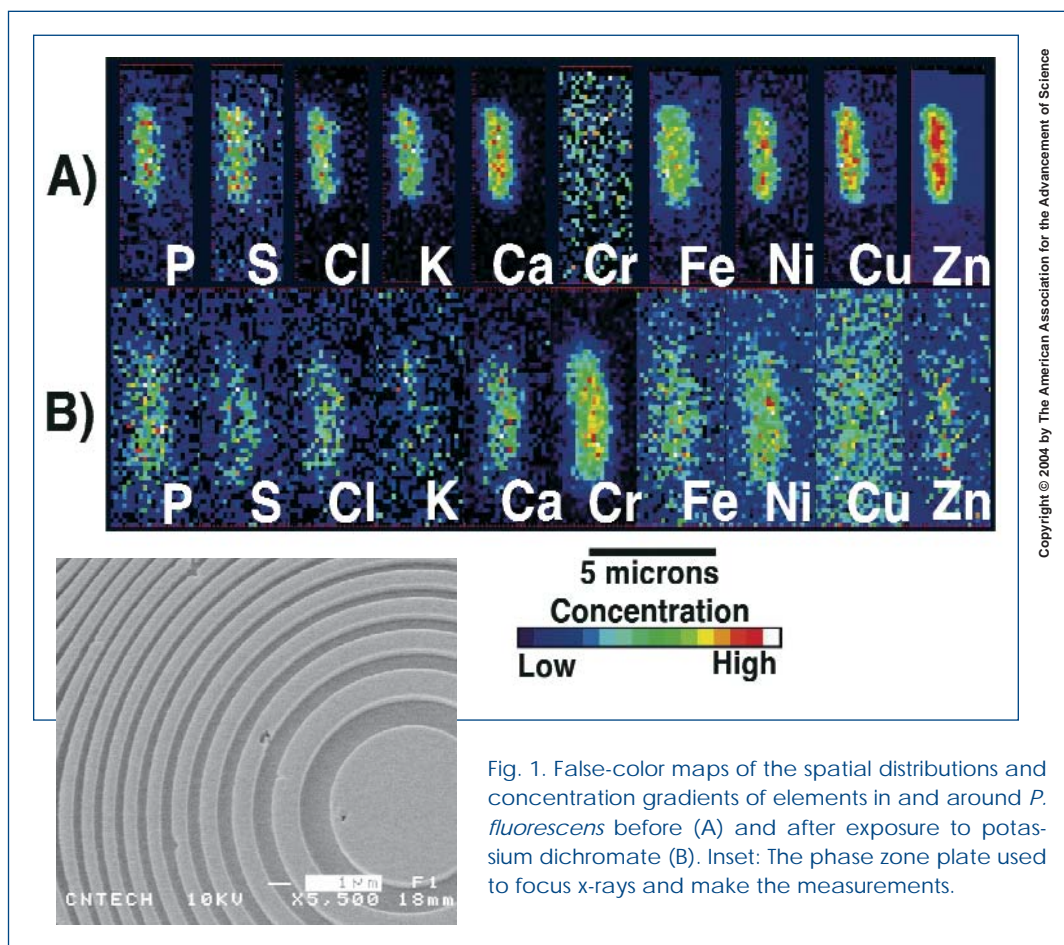 A)
P S Cl K Ca Cr Fe Ni Cu Zn
B)
P S Cl K Ca Cr Fe Ni Cu Zn
5 microns
Concentration
Low High
Copyright © 2004 by The American Association for the Advancement of Science
1μm F1
CNTECH 10KV X5,500 18mm
Fig. 1. False-color maps of the spatial distributions and
concentration gradients of elements in and around P.
fluorescens before (A) and after exposure to potas-
sium dichromate (B). Inset: The phase zone plate used
to focus x-rays and make the measurements.